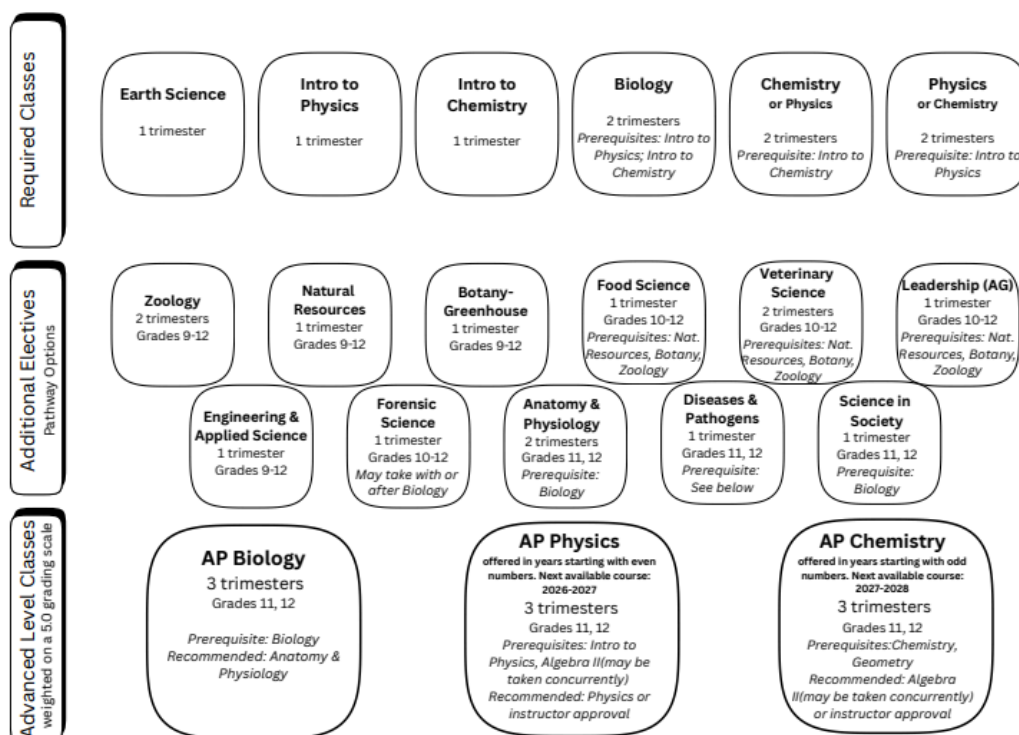 Required Classes
Earth Science
1 trimester
Intro to
Physics
1 trimester
Intro to
Chemistry
1 trimester
Biology
2 trimesters
Prerequisites: Intro to
Physics; Intro to
Chemistry
Chemistry
or Physics
2 trimesters
Prerequisite: Intro to
Chemistry
Physics
or Chemistry
2 trimesters
Prerequisite: Intro to
Physics
Additional Electives
Pathway Options
Zoology
2 trimesters
Grades 9-12
Natural
Resources
1 trimester
Grades 9-12
Botany-
Greenhouse
1 trimester
Grades 9-12
Food Science
1 trimester
Grades 10-12
Prerequisites: Nat.
Resources, Botany,
Zoology
Veterinary
Science
2 trimesters
Grades 10-12
Prerequisites: Nat.
Resources, Botany,
Zoology
Leadership (AG)
1 trimester
Grades 10-12
Prerequisites: Nat.
Resources, Botany,
Zoology
Engineering &
Applied Science
1 trimester
Grades 9-12
Forensic
Science
1 trimester
Grades 10-12
May take with or
after Biology
Anatomy &
Physiology
2 trimesters
Grades 11, 12
Prerequisite:
Biology
Diseases &
Pathogens
1 trimester
Grades 11, 12
Prerequisite:
See below
Science in
Society
1 trimester
Grades 11, 12
Prerequisite:
Biology
Advanced Level Classes
weighted on a 5.0 grading scale
AP Biology
3 trimesters
Grades 11, 12
Prerequisite: Biology
Recommended: Anatomy &
Physiology
AP Physics
offered in years starting with even
numbers. Next available course:
2026-2027
3 trimesters
Grades 11, 12
Prerequisites: Intro to
Physics, Algebra II(may be
taken concurrently)
Recommended: Physics or
instructor approval
AP Chemistry
offered in years starting with odd
numbers. Next available course:
2027-2028
3 trimesters
Grades 11, 12
Prerequisites:Chemistry,
Geometry
Recommended: Algebra
II(may be taken concurrently)
or instructor approval